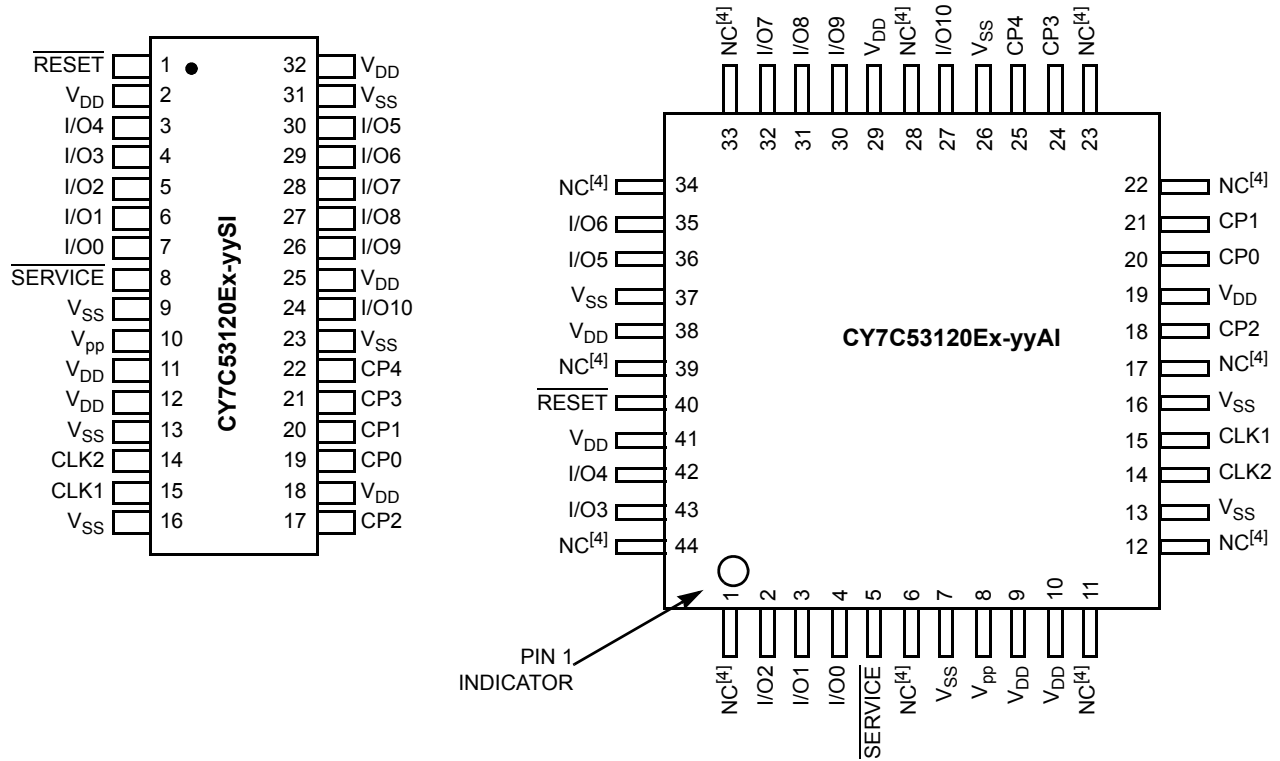 RESET 1 32 VDD
VDD 2 31 VSS
I/O4 3 30 I/O5
I/O3 4 29 I/O6
I/O2 5 28 I/O7
I/O1 6 27 I/O8
I/O0 7 26 I/O9
SERVICE 8 25 VDD
VSS 9 24 I/O10
Vpp 10 23 VSS
VDD 11 22 CP4
VDD 12 21 CP3
VSS 13 20 CP1
CLK2 14 19 CP0
CLK1 15 18 VDD
VSS 16 17 CP2
CY7C53120Ex-yySI
NC[4] I/O7 I/O8 I/O9 VDD NC[4] I/O10 VSS CP4 CP3 NC[4]
33 32 31 30 29 28 27 26 25 24 23
NC[4] 34 22 NC[4]
I/O6 35 21 CP1
I/O5 36 20 CP0
VSS 37 19 VDD
VDD 38 18 CP2
NC[4] 39 17 NC[4]
RESET 40 16 VSS
VDD 41 15 CLK1
I/O4 42 14 CLK2
I/O3 43 13 VSS
NC[4] 44 12 NC[4]
CY7C53120Ex-yyAI
1 2 3 4 5 6 7 8 9 10 11
NC[4] I/O2 I/O1 I/O0 SERVICE NC[4] VSS Vpp VDD VDD NC[4]
PIN 1
INDICATOR